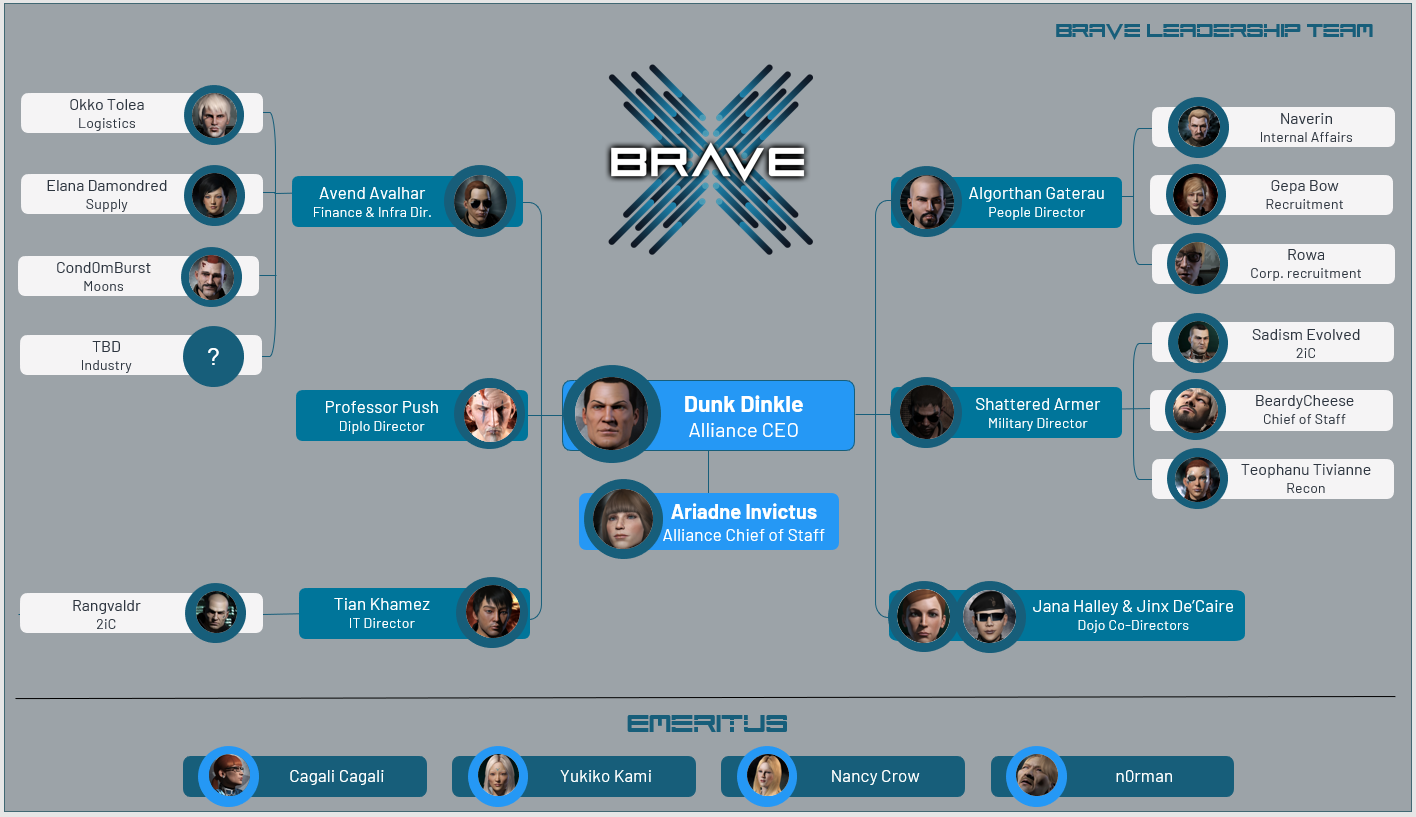 BRAVE LEADERSHIP TEAM
BRAVE
Okko Tolea
Logistics
Elana Damondred
Supply
Cond0mBurst
Moons
TBD
Industry
?
Avend Avalhar
Finance & Infra Dir.
Professor Push
Diplo Director
Rangvaldr
2iC
Tian Khamez
IT Director
Dunk Dinkle
Alliance CEO
Ariadne Invictus
Alliance Chief of Staff
Algorthan Gaterau
People Director
Naverin
Internal Affairs
Gepa Bow
Recruitment
Rowa
Corp. recruitment
Shattered Armer
Military Director
Sadism Evolved
2iC
BeardyCheese
Chief of Staff
Teophanu Tivianne
Recon
Jana Halley & Jinx De’Caire
Dojo Co-Directors
EMERITUS
Cagali Cagali
Yukiko Kami
Nancy Crow
n0rman